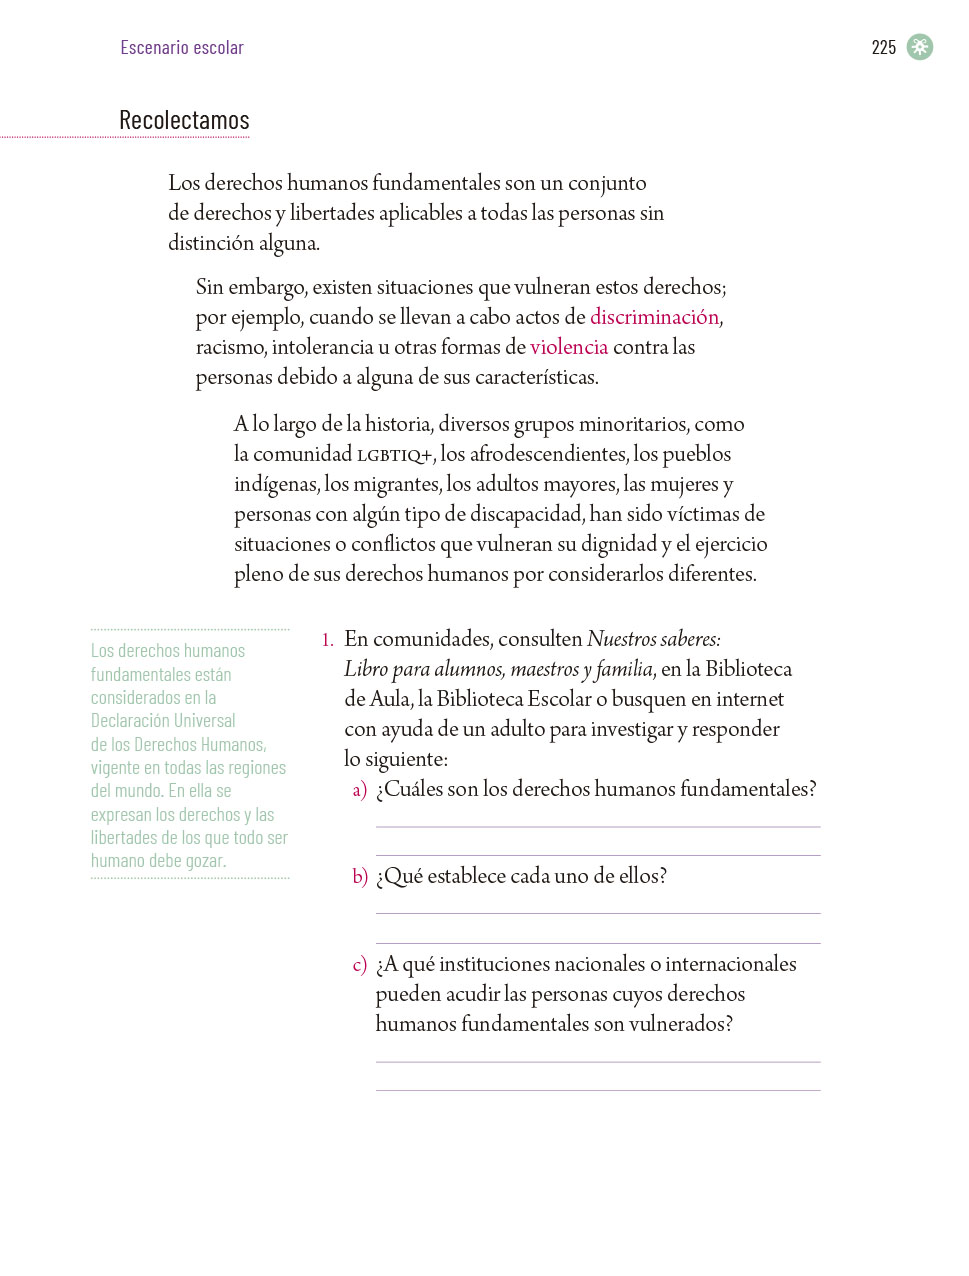 Escenario escolar
225
Recolectamos
Los derechos humanos fundamentales son un conjunto
de derechos y libertades aplicables a todas las personas sin
distinción alguna.
Sin embargo, existen situaciones que vulneran estos derechos;
por ejemplo, cuando se llevan a cabo actos de discriminación,
racismo, intolerancia u otras formas de violencia contra las
personas debido a alguna de sus características.
A lo largo de la historia, diversos grupos minoritarios, como
la comunidad LGBTIQ+, los afrodescendientes, los pueblos
indígenas, los migrantes, los adultos mayores, las mujeres y
personas con algún tipo de discapacidad, han sido víctimas de
situaciones o conflictos que vulneran su dignidad y el ejercicio
pleno de sus derechos humanos por considerarlos diferentes.
Los derechos humanos
fundamentales están
considerados en la
Declaración Universal
de los Derechos Humanos,
vigente en todas las regiones
del mundo. En ella se
expresan los derechos y las
libertades de los que todo ser
humano debe gozar.
1. En comunidades, consulten Nuestros saberes:
Libro para alumnos, maestros y familia, en la Biblioteca
de Aula, la Biblioteca Escolar o busquen en internet
con ayuda de un adulto para investigar y responder
lo siguiente:
a) ¿Cuáles son los derechos humanos fundamentales?
b) ¿Qué establece cada uno de ellos?
c) ¿A qué instituciones nacionales o internacionales
pueden acudir las personas cuyos derechos
humanos fundamentales son vulnerados?